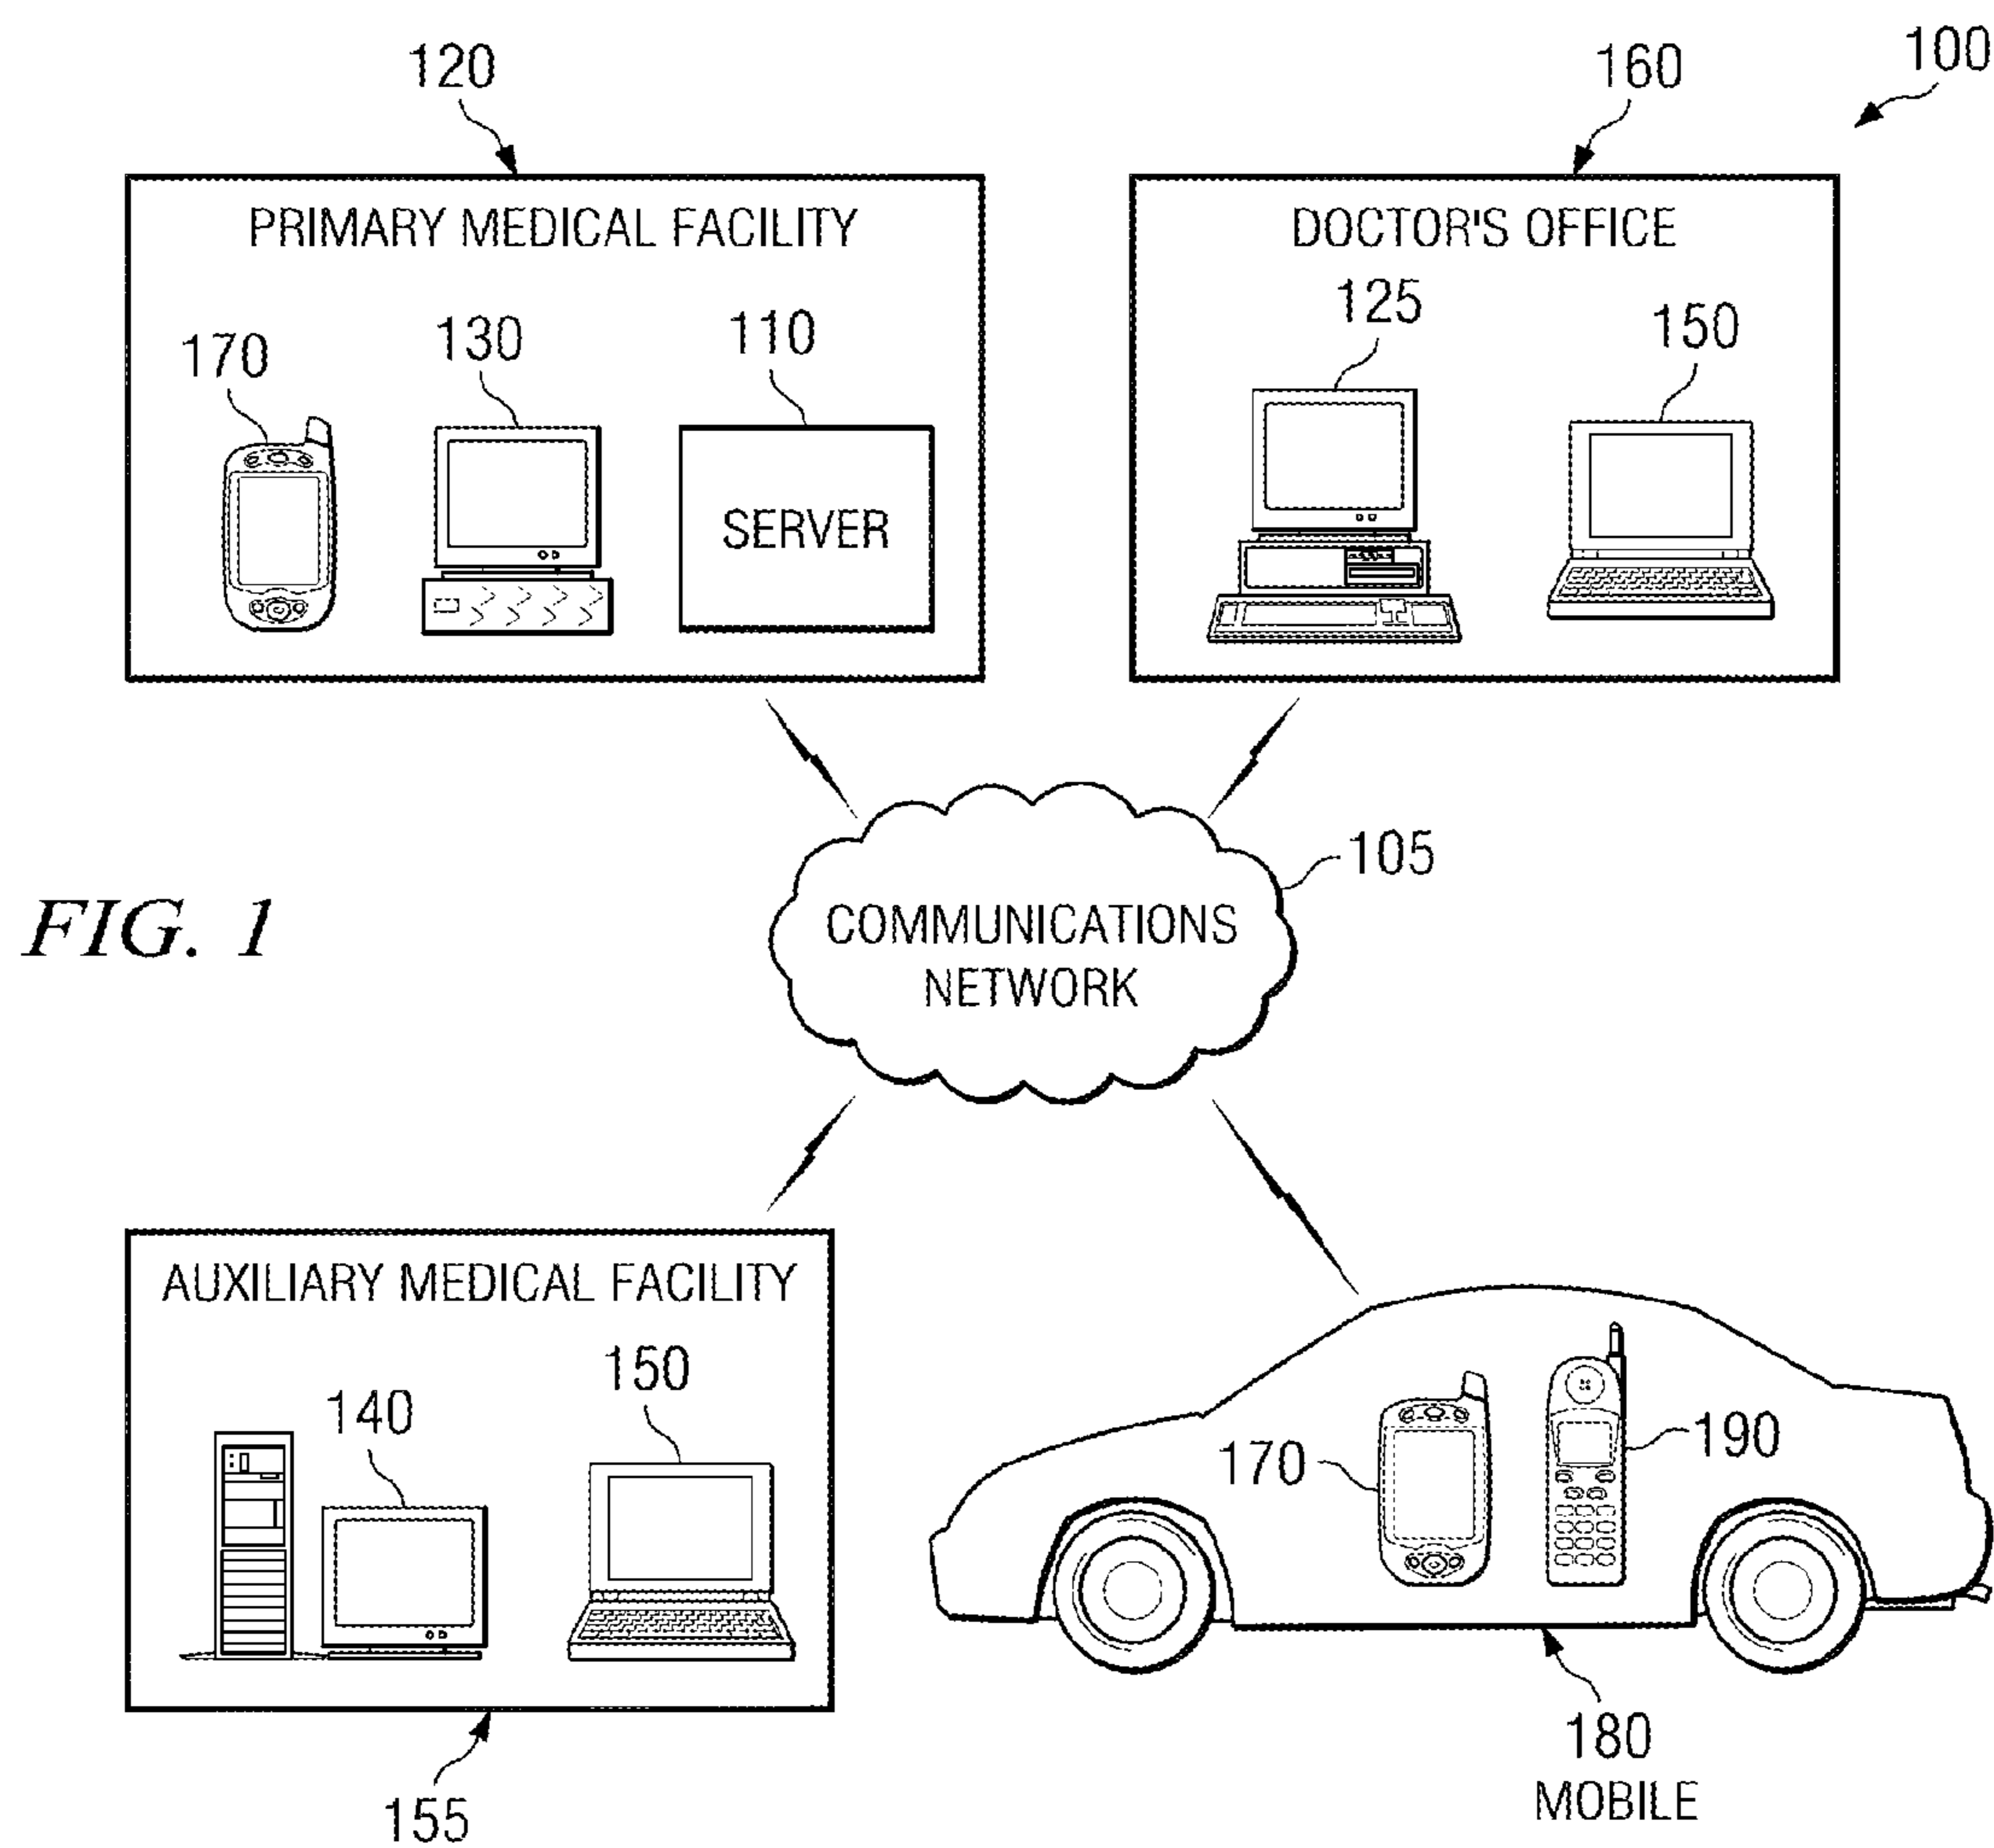 120
160
100
PRIMARY MEDICAL FACILITY
170
130
110
SERVER
DOCTOR'S OFFICE
125
150
105
COMMUNICATIONS
NETWORK
FIG. 1
AUXILIARY MEDICAL FACILITY
140
150
155
170
190
180
MOBILE